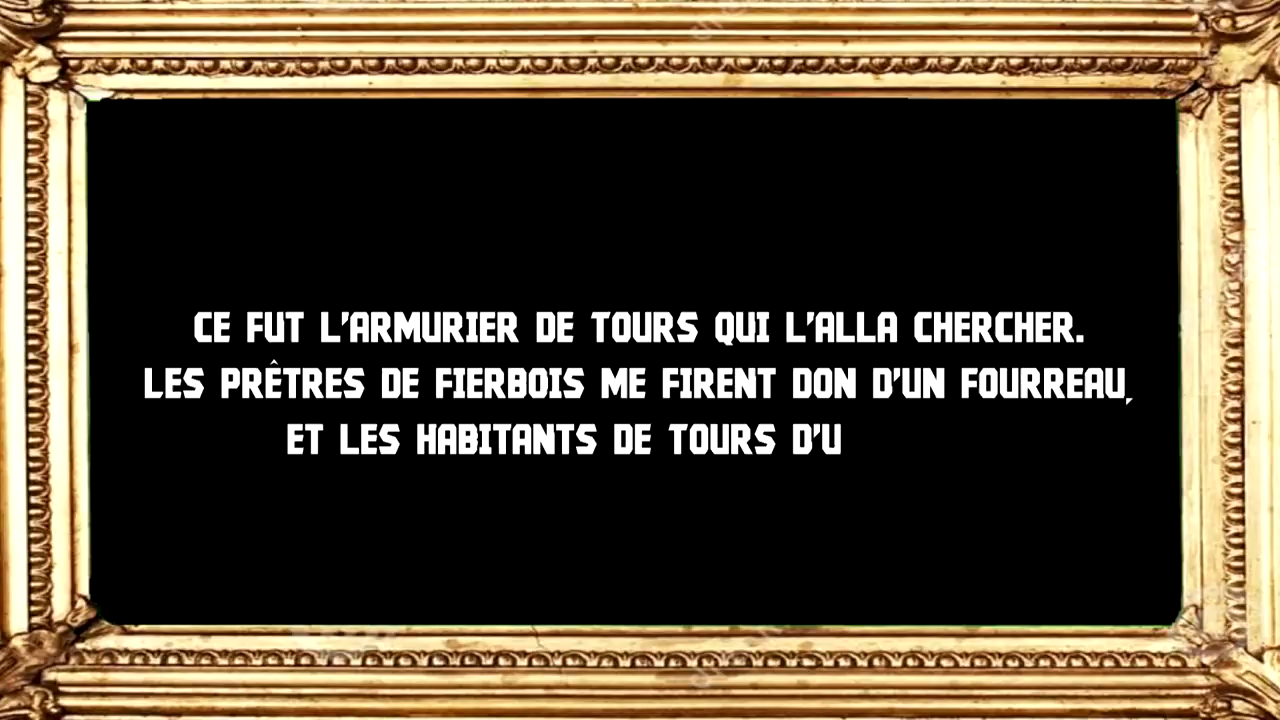 CE FUT L'ARMURIER DE TOURS QUI L'ALLA CHERCHER.
LES PRÊTRES DE FIERBOIS ME FIRENT DON D'UN FOURREAU,
ET LES HABITANTS DE TOURS D'U